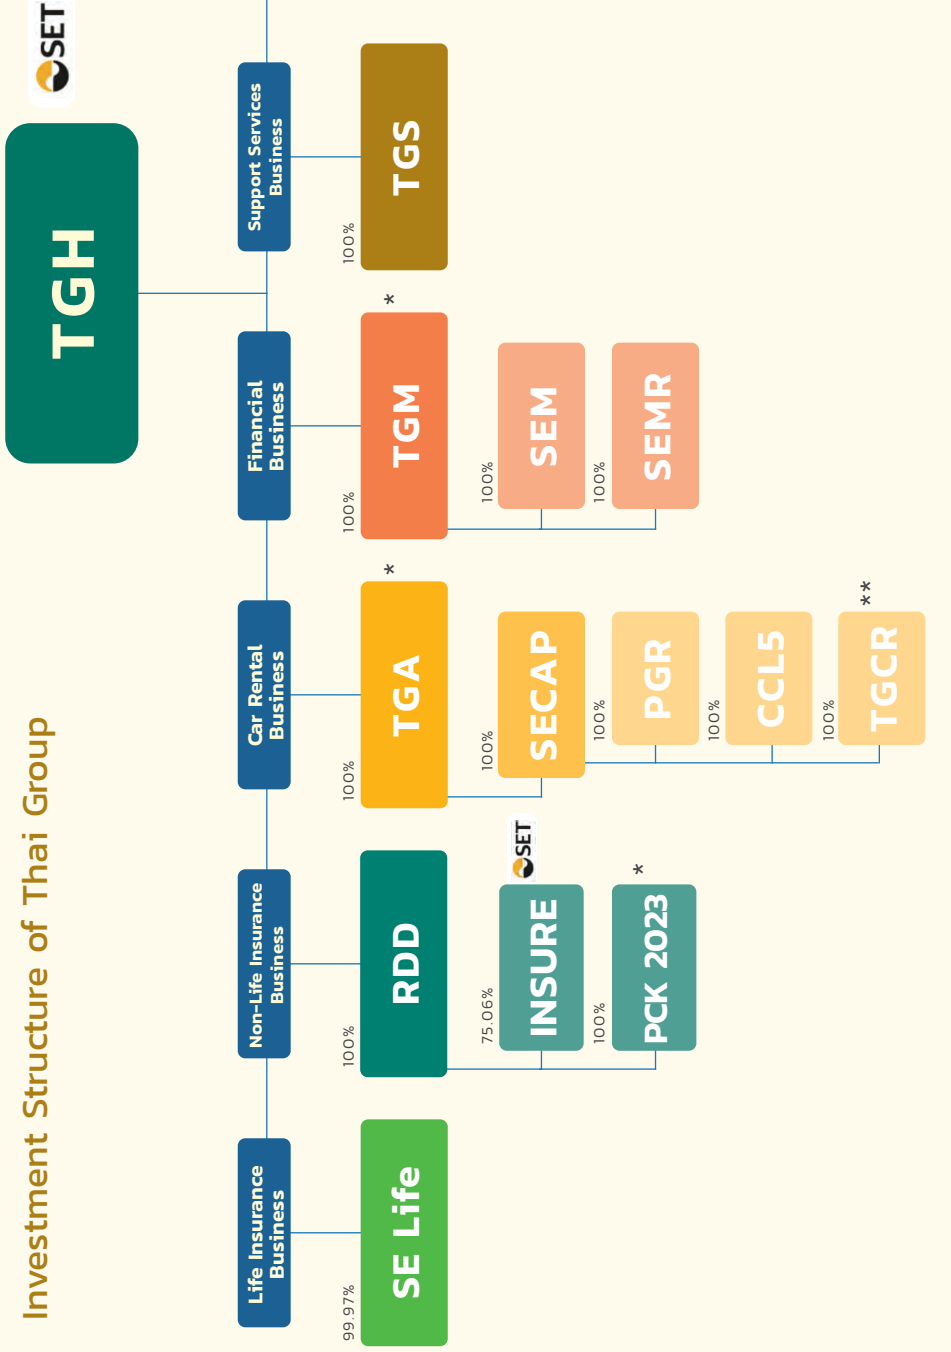 Investment Structure of Thai Group
TGH
SET
Life Insurance
Business
Non-Life Insurance
Business
Car Rental
Business
Financial
Business
Support Services
Business
99.97%
SE Life
100%
RDD
75.06%
INSURE
SET
100%
PCK 2023
*
100%
TGA
*
100%
SECAP
100%
PGR
100%
CCL5
100%
TGCR
**
100%
TGM
*
100%
SEM
100%
SEMR
100%
TGS